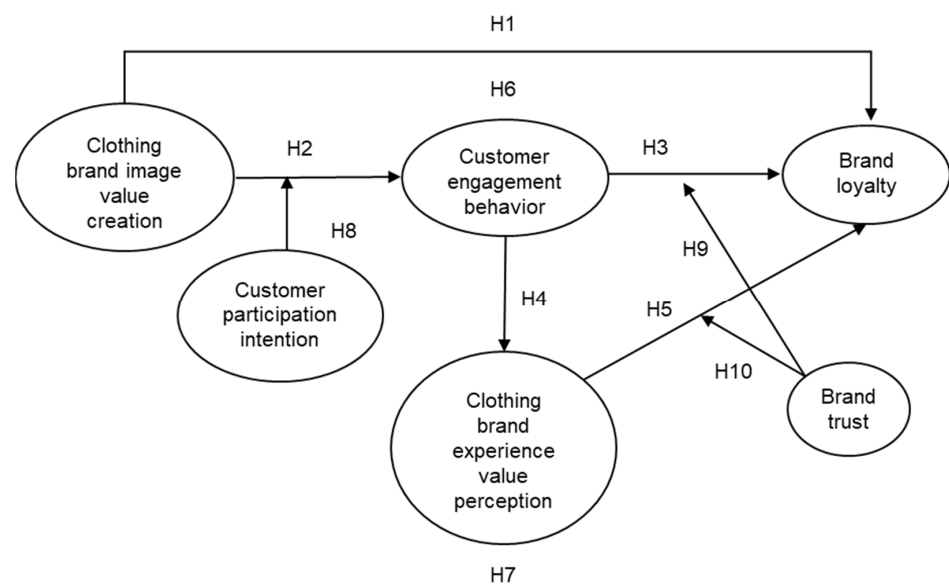 H1
H6
Clothing
brand image
value
creation
H2
Customer
engagement
behavior
H3
Brand
loyalty
H8
H9
Customer
participation
intention
H4
H5
H10
Clothing
brand
experience
value
perception
Brand
trust
H7